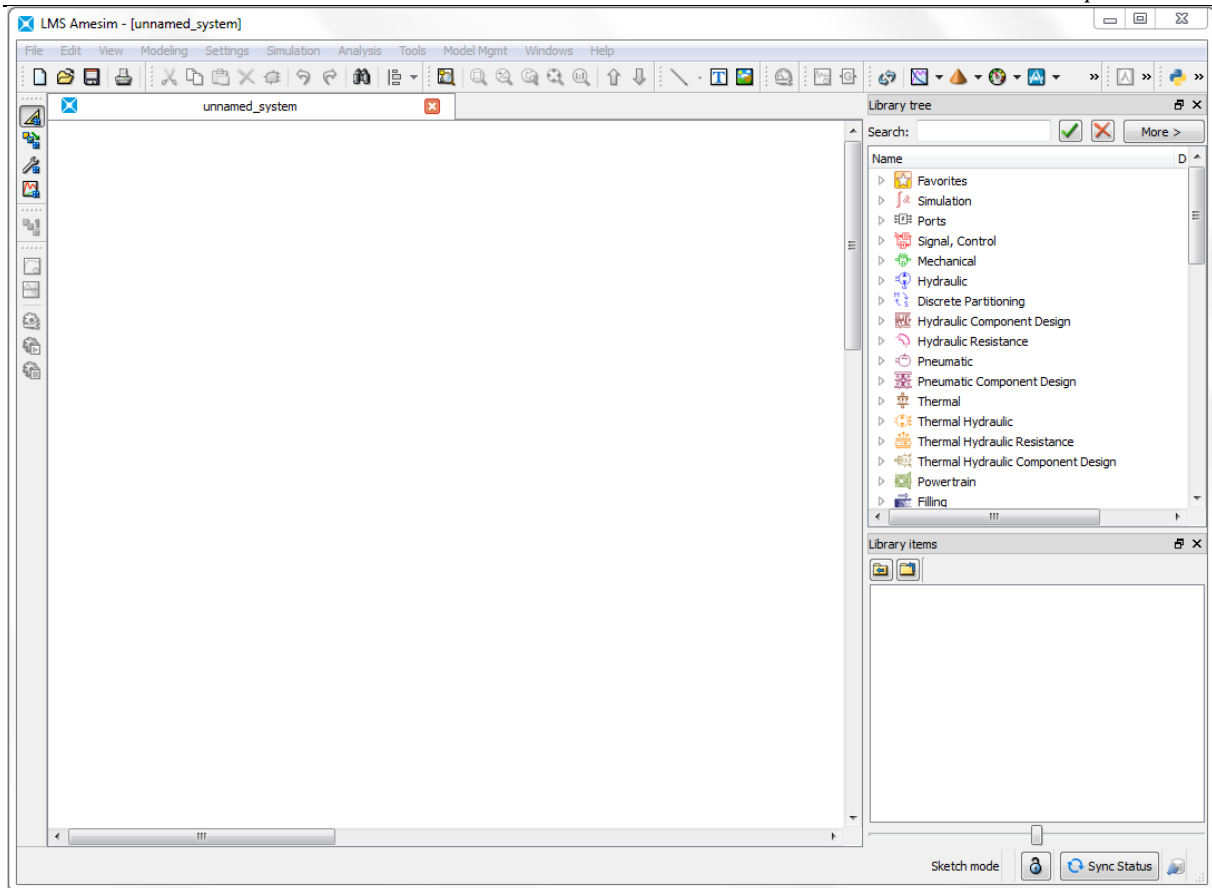 LMS Amesim - [unnamed_system]
File Edit View Modeling Settings Simulation Analysis Tools Model Mgmt Windows Help
unnamed_system
Library tree
Search:
More >
Name D
Favorites
Simulation
Ports
Signal, Control
Mechanical
Hydraulic
Discrete Partitioning
Hydraulic Component Design
Hydraulic Resistance
Pneumatic
Pneumatic Component Design
Thermal
Thermal Hydraulic
Thermal Hydraulic Resistance
Thermal Hydraulic Component Design
Powertrain
Filling
Library items
Sketch mode
Sync Status